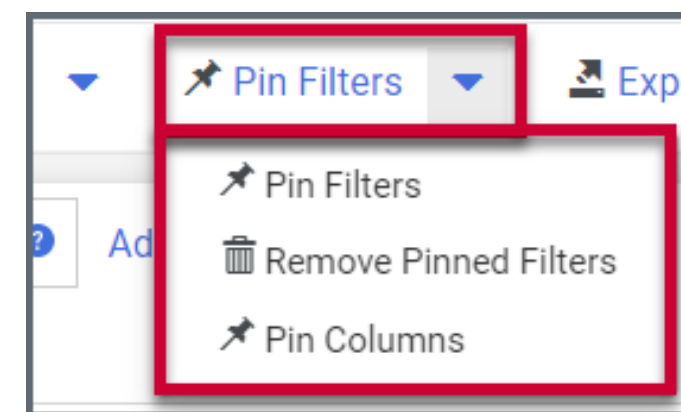 Pin Filters Exp
? Ad
Pin Filters
Remove Pinned Filters
Pin Columns